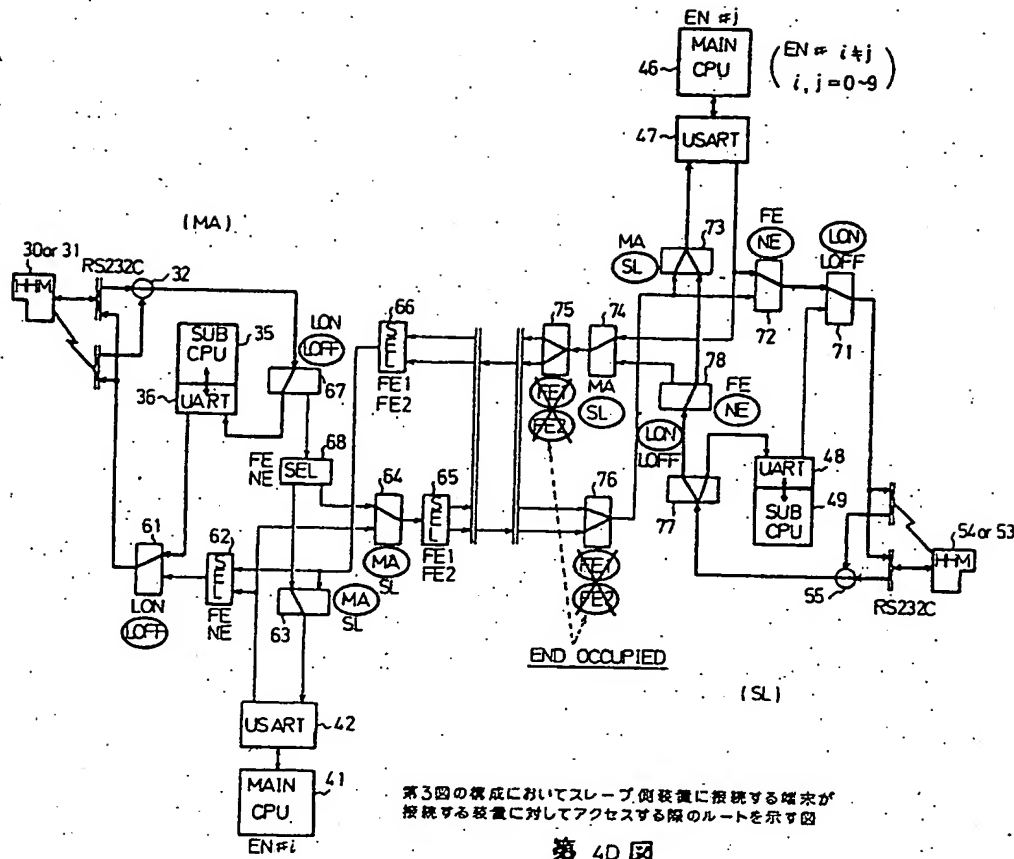 EN #j
MAIN
CPU
46
(EN# i≠j
i, j=0~9)
47
USART
(MA)
30or 31
HHM
RS232C
32
SUB
CPU
35
36
UART
LON
LOFF
67
66
SEL
FE1
FE2
75
74
FE1
FE2
MA
SL
MA
SL
73
FE
NE
72
LON
LOFF
71
78
FE
NE
LON
LOFF
FE
NE
SEL
68
64
65
SEL
FE1
FE2
MA
SL
76
FE1
FE2
77
UART
48
SUB
CPU
49
54 or 53
HHM
55
RS232C
61
LON
LOFF
62
SEL
FE
NE
63
MA
SL
END OCCUPIED
(SL)
USART
42
MAIN
CPU
41
EN#i
第3図の構成においてスレーブ側装置に接続する端末が
接続する装置に対してアクセスする際のルートを示す図
第 4D 図